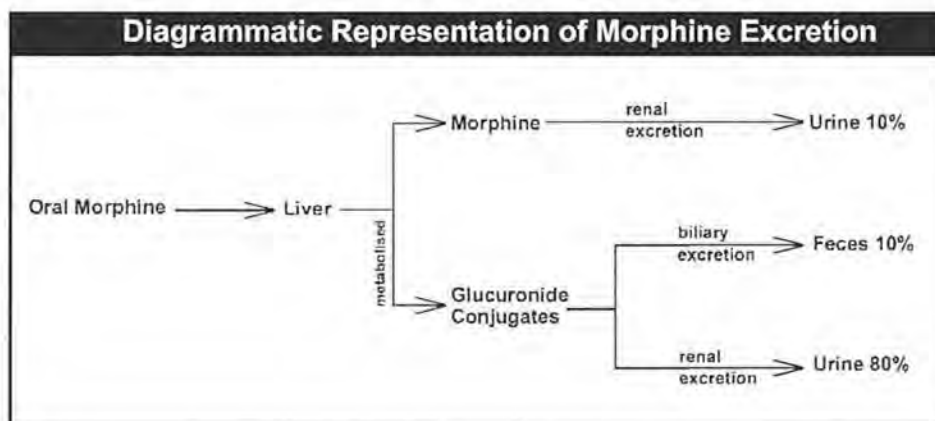 Diagrammatic Representation of Morphine Excretion
Oral Morphine
Liver
metabolised
Morphine
renal
excretion
Urine 10%
Glucuronide
Conjugates
biliary
excretion
Feces 10%
renal
excretion
Urine 80%